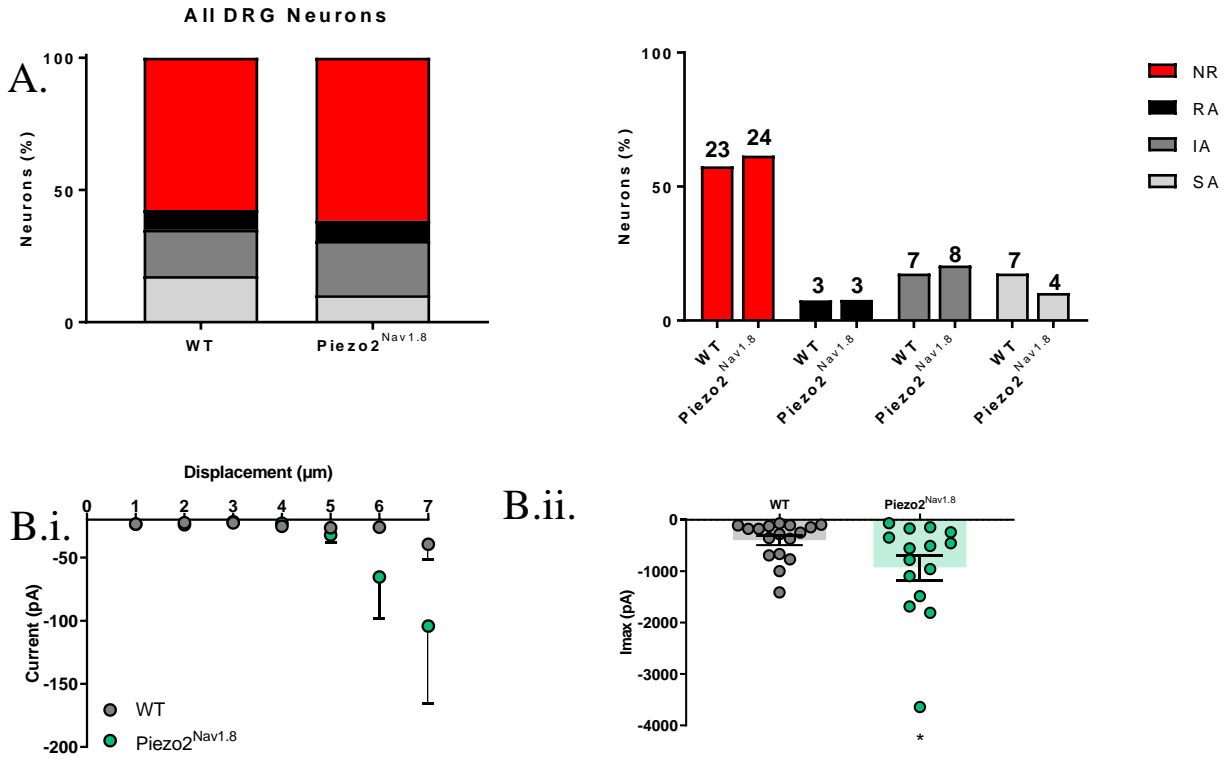 All DRG Neurons
A.
Neurons (%)
100
50
0
WT
Piezo2Nav1.8
Neurons (%)
100
50
0
23
24
3
3
7
8
7
4
WT
Piezo2Nav1.8
WT
Piezo2Nav1.8
WT
Piezo2Nav1.8
WT
Piezo2Nav1.8
NR
RA
IA
SA
B.i.
Displacement (µm)
0 1 2 3 4 5 6 7
Current (pA)
-50
-100
-150
-200
WT
Piezo2Nav1.8
B.ii.
WT
Piezo2Nav1.8
Imax (pA)
0
-1000
-2000
-3000
-4000
*